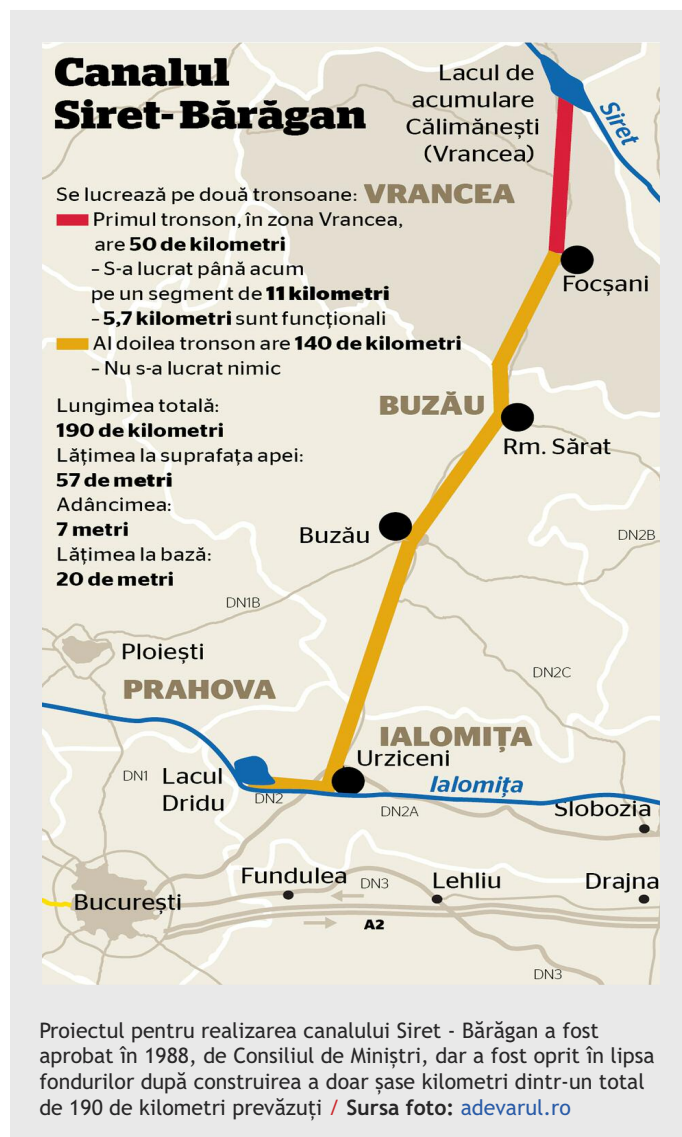 Canalul
Siret-Bărăgan
Lacul de
acumulare
Călimănești
(Vrancea)
Siret
Se lucrează pe două tronsoane:
VRANCEA
Primul tronson, în zona Vrancea,
are 50 de kilometri
– S-a lucrat până acum
pe un segment de 11 kilometri
– 5,7 kilometri sunt funcționali
Focșani
Al doilea tronson are 140 de kilometri
– Nu s-a lucrat nimic
Lungimea totală:
190 de kilometri
Lățimea la suprafața apei:
57 de metri
Adâncimea:
7 metri
Lățimea la bază:
20 de metri
BUZĂU
Rm. Sărat
Buzău
DN2B
DN1B
Ploiești
DN2C
PRAHOVA
IALOMIȚA
Urziceni
DN1
Lacul
Dridu
DN2
Ialomița
DN2A
Slobozia
Fundulea
DN3
Lehliu
Drajna
București
A2
DN3
Proiectul pentru realizarea canalului Siret - Bărăgan a fost
aprobat în 1988, de Consiliul de Miniștri, dar a fost oprit în lipsa
fondurilor după construirea a doar șase kilometri dintr-un total
de 190 de kilometri prevăzuți / Sursa foto: adevarul.ro